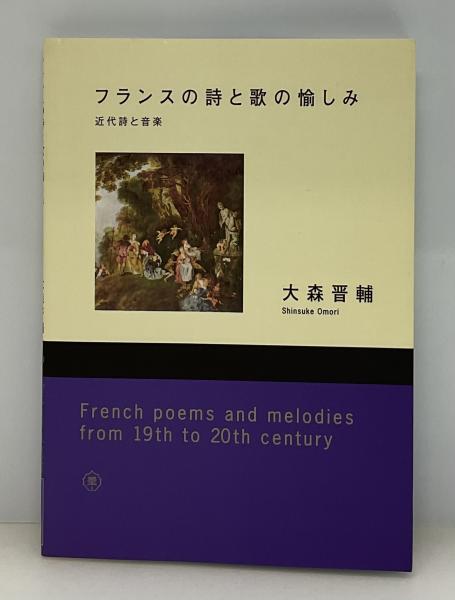 フランスの詩と歌の愉しみ
近代詩と音楽
大森晋輔
Shinsuke Omori
French poems and melodies
from 19th to 20th century